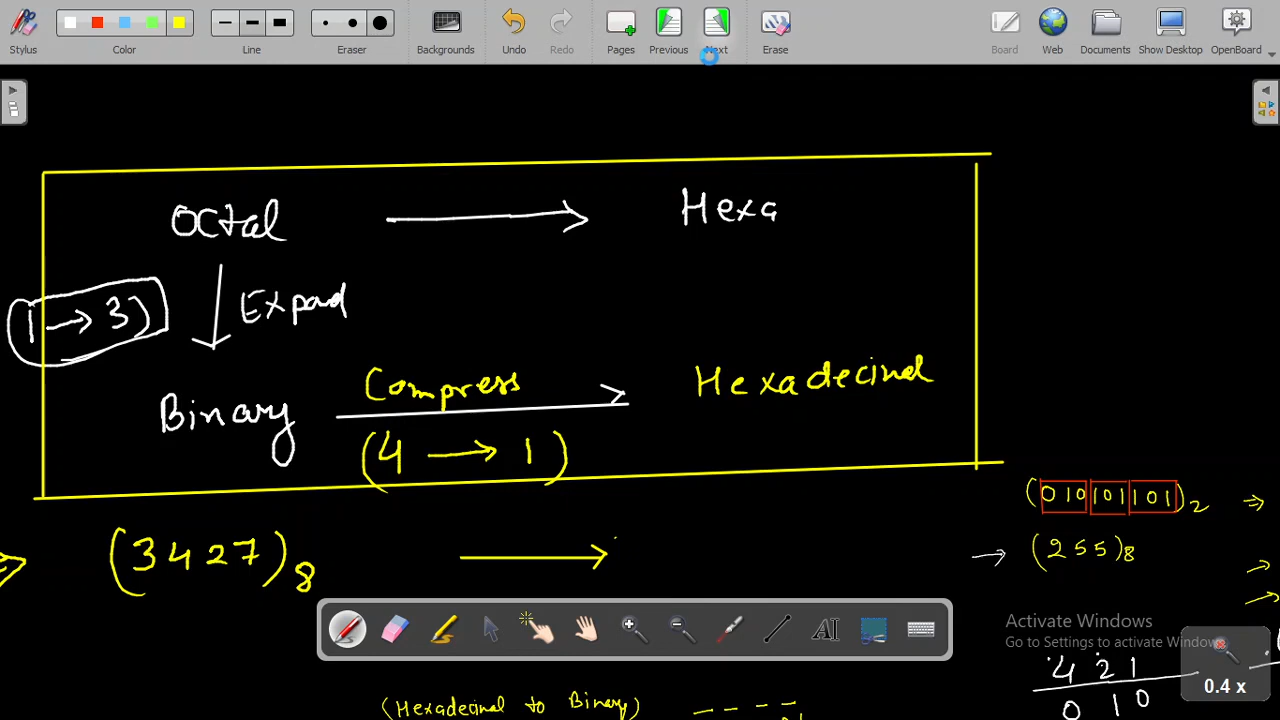 Stylus Color Line Eraser Backgrounds Undo Redo Pages Previous Next Erase Board Web Documents Show Desktop OpenBoard
Octal → Hexa
(1 → 3) Expand
Binary Compress Hexadecimal
(4 → 1)
(010101101)2 ⇒
(3427)8 →
→ (255)8
Activate Windows
Go to Settings to activate Windows
4 2 1
0 1 0
0.4 x
(Hexadecimal to Binary)